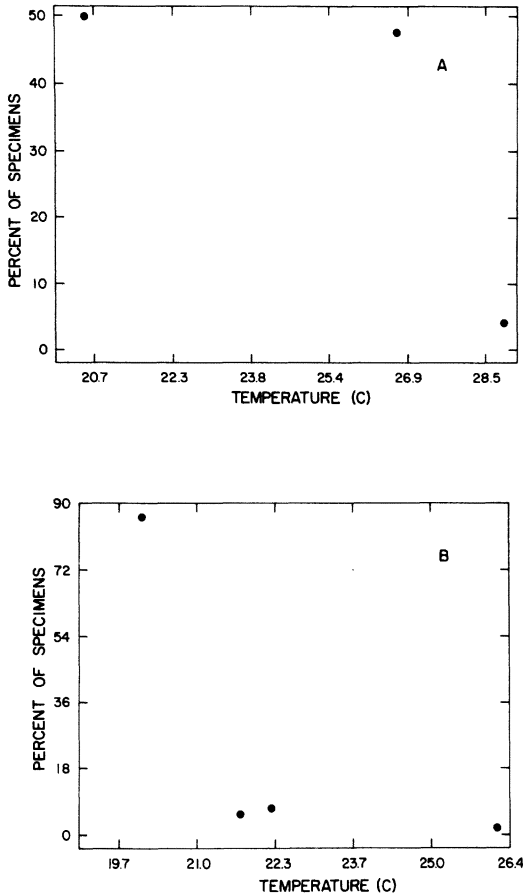 50
40
30
20
10
0
PERCENT OF SPECIMENS
A
20.7 22.3 23.8 25.4 26.9 28.5
TEMPERATURE (C)
90
72
54
36
18
0
PERCENT OF SPECIMENS
B
19.7 21.0 22.3 23.7 25.0 26.4
TEMPERATURE (C)